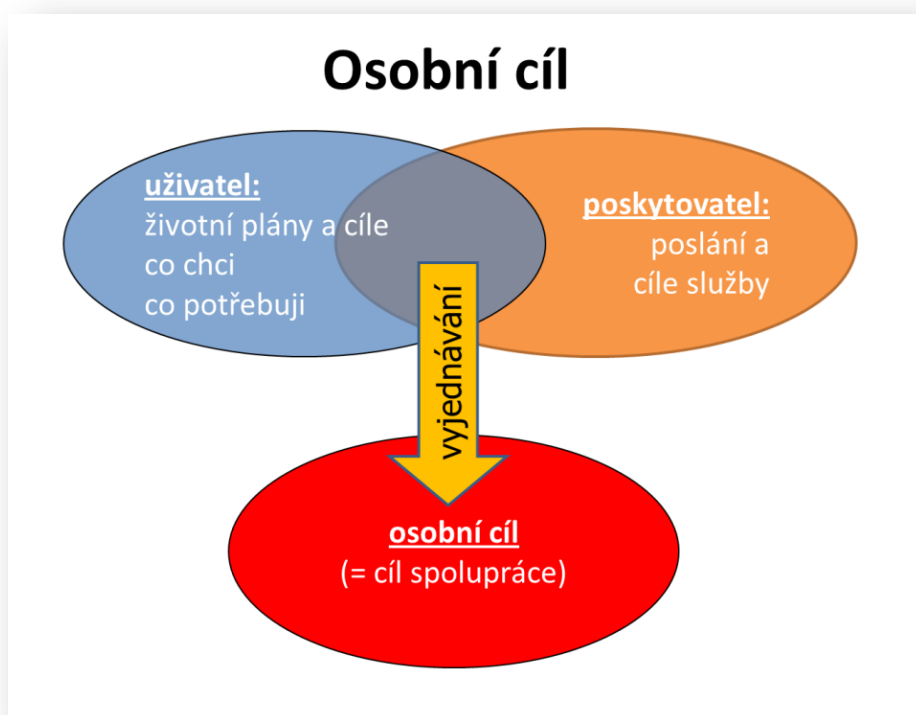 Osobní cíl
uživatel:
životní plány a cíle
co chci
co potřebuji
poskytovatel:
poslání a
cíle služby
vyjednávání
osobní cíl
(= cíl spolupráce)